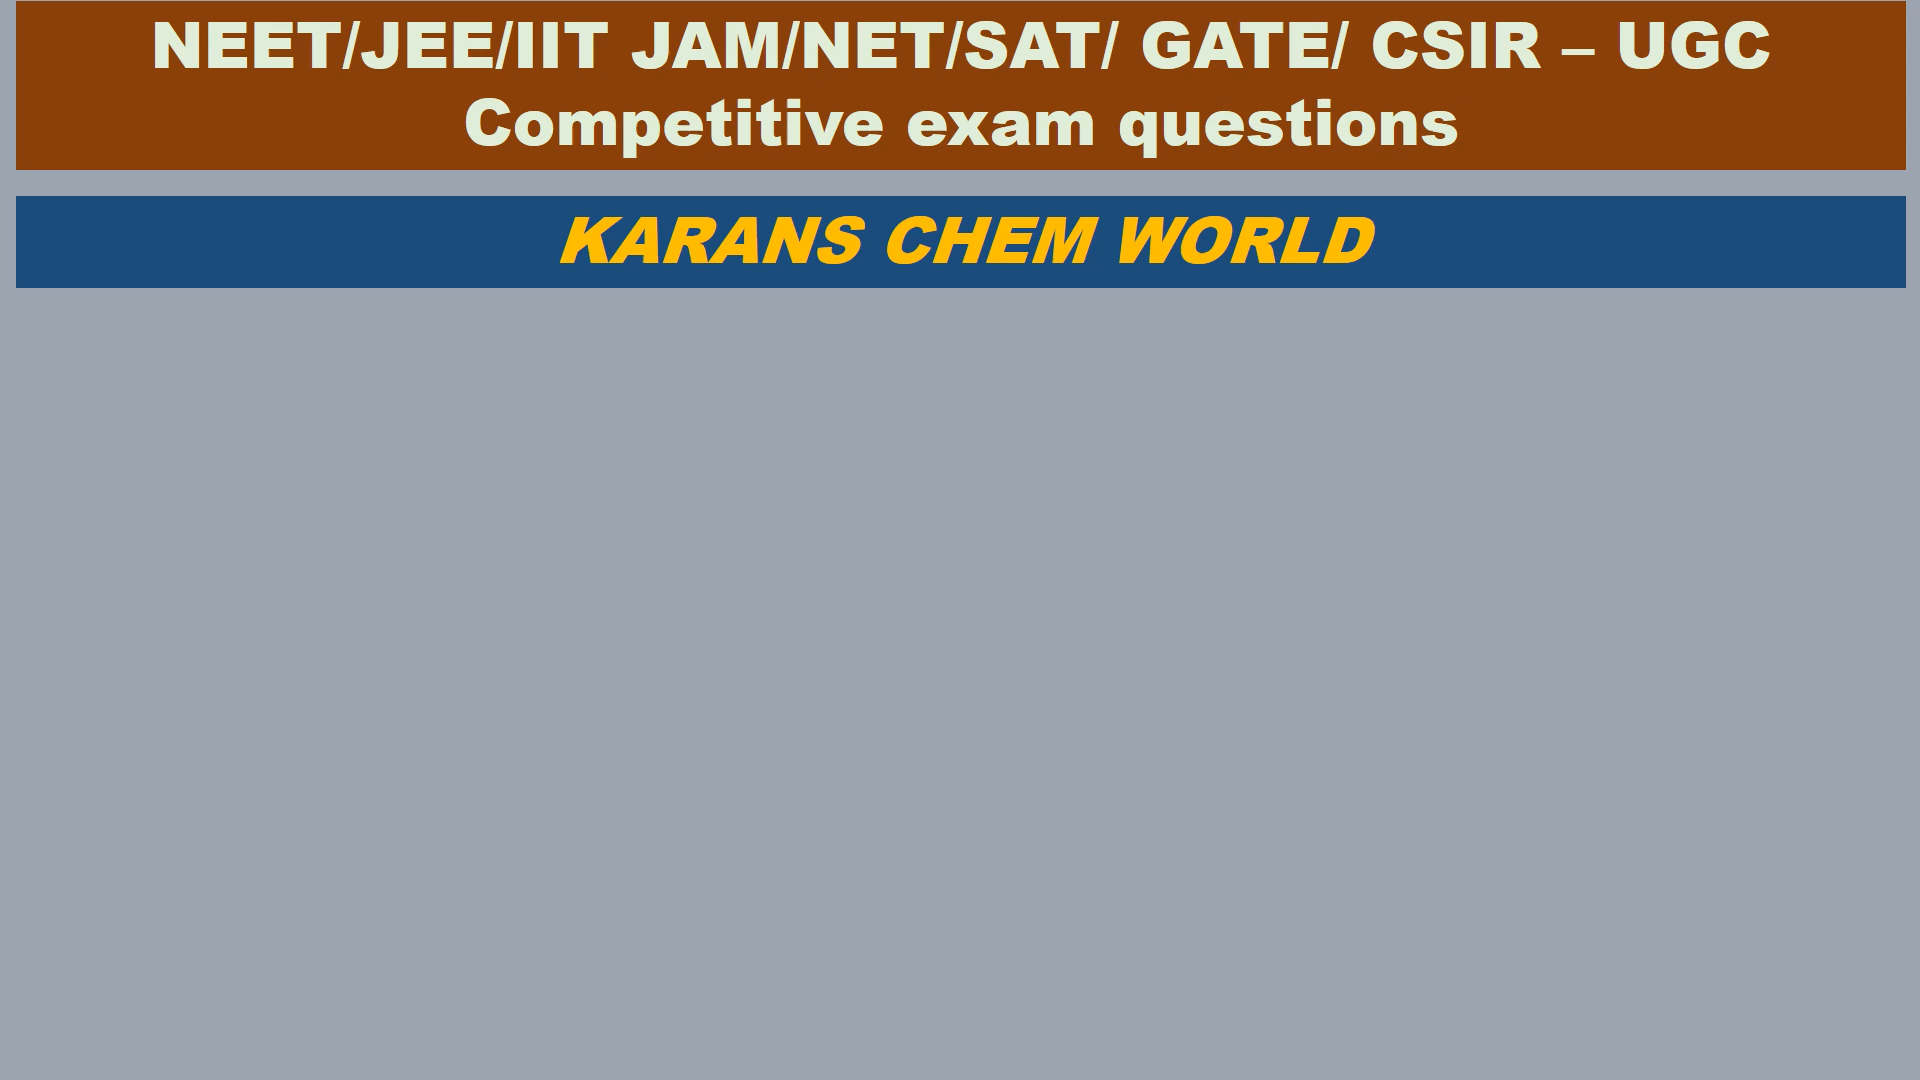 NEET/JEE/IIT JAM/NET/SAT/ GATE/ CSIR – UGC
Competitive exam questions
KARANS CHEM WORLD